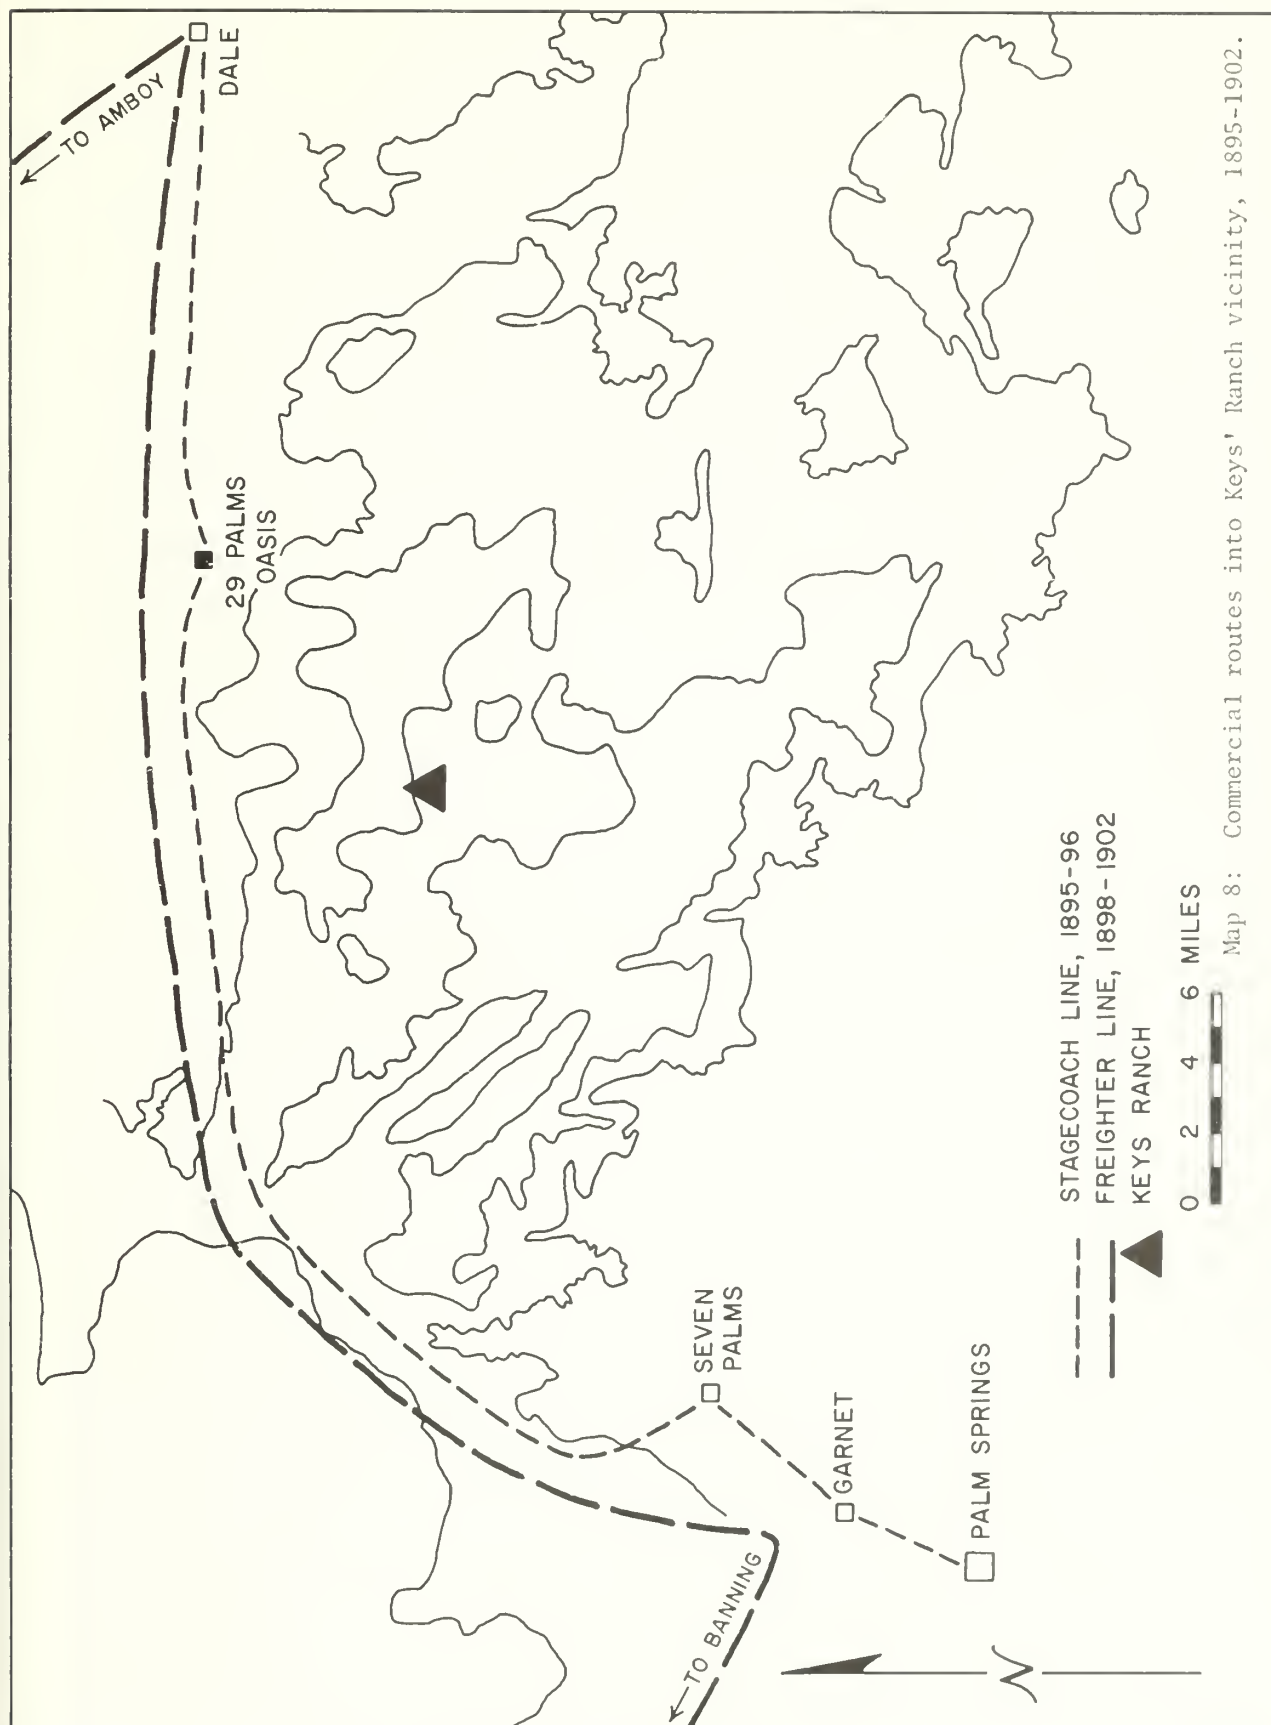 ← TO AMBOY
DALE
29 PALMS
OASIS
SEVEN
PALMS
GARNET
PALM SPRINGS
← TO BANNING
N
STAGECOACH LINE, 1895-96
FREIGHTER LINE, 1898-1902
KEYS RANCH
0 2 4 6 MILES
Map 8: Commercial routes into Keys' Ranch vicinity, 1895-1902.